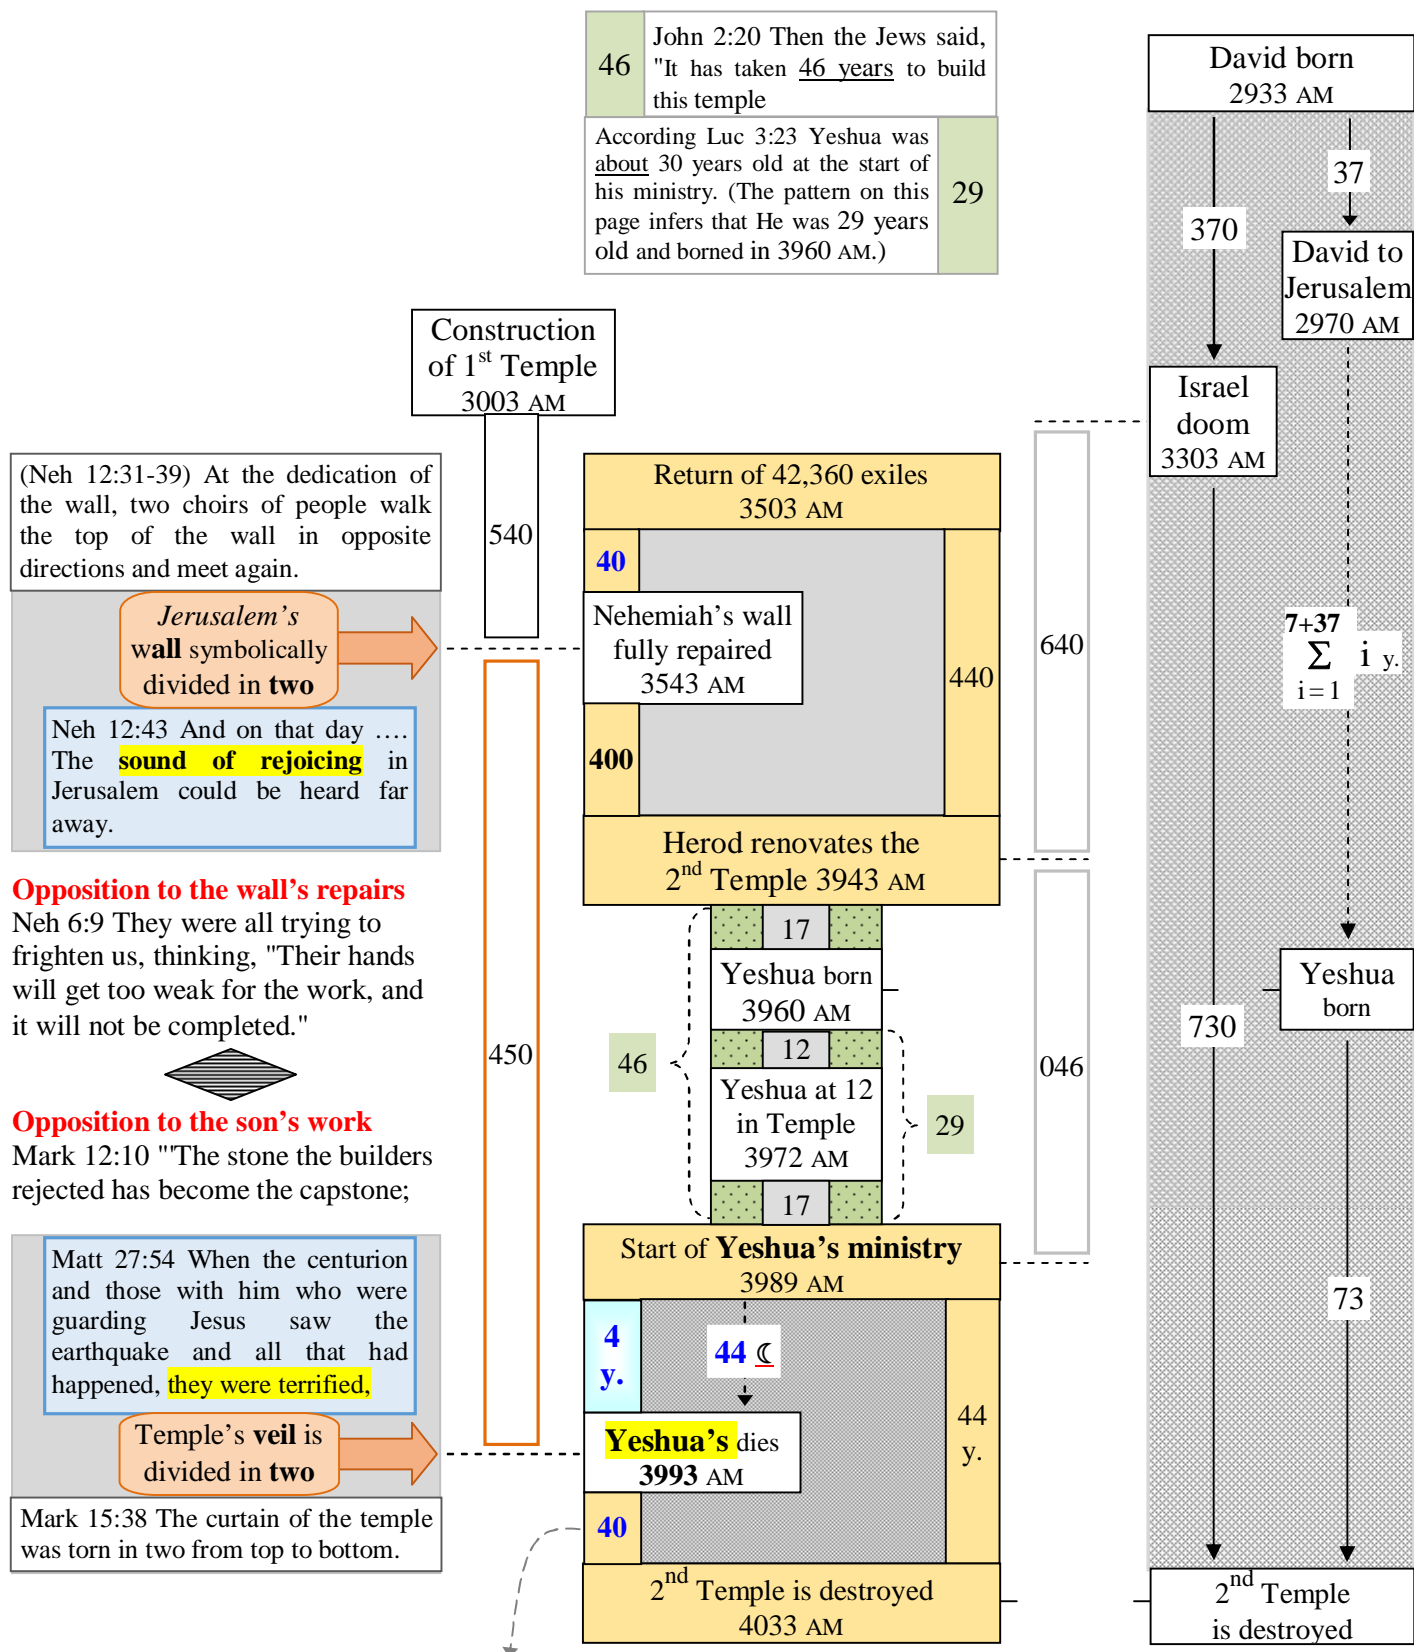 46
John 2:20 Then the Jews said,
"It has taken 46 years to build
this temple
According Luc 3:23 Yeshua was
about 30 years old at the start of
his ministry. (The pattern on this
page infers that He was 29 years
old and borned in 3960 AM.)
29
David born
2933 AM
370
37
David to
Jerusalem
2970 AM
Israel
doom
3303 AM
7+37
Σ i y.
i = 1
730
Yeshua
born
73
2nd Temple
is destroyed
Construction
of 1st Temple
3003 AM
540
(Neh 12:31-39) At the dedication of
the wall, two choirs of people walk
the top of the wall in opposite
directions and meet again.
Jerusalem's
wall symbolically
divided in two
Neh 12:43 And on that day ….
The sound of rejoicing in
Jerusalem could be heard far
away.
Opposition to the wall's repairs
Neh 6:9 They were all trying to
frighten us, thinking, "Their hands
will get too weak for the work, and
it will not be completed."
Opposition to the son's work
Mark 12:10 "'The stone the builders
rejected has become the capstone;
Matt 27:54 When the centurion
and those with him who were
guarding Jesus saw the
earthquake and all that had
happened, they were terrified,
Temple's veil is
divided in two
Mark 15:38 The curtain of the temple
was torn in two from top to bottom.
450
Return of 42,360 exiles
3503 AM
40
Nehemiah's wall
fully repaired
3543 AM
440
400
Herod renovates the
2nd Temple 3943 AM
640
17
Yeshua born
3960 AM
12
46
Yeshua at 12
in Temple
3972 AM
29
17
046
Start of Yeshua's ministry
3989 AM
4
y.
44 ☾
44
y.
Yeshua's dies
3993 AM
40
2nd Temple is destroyed
4033 AM